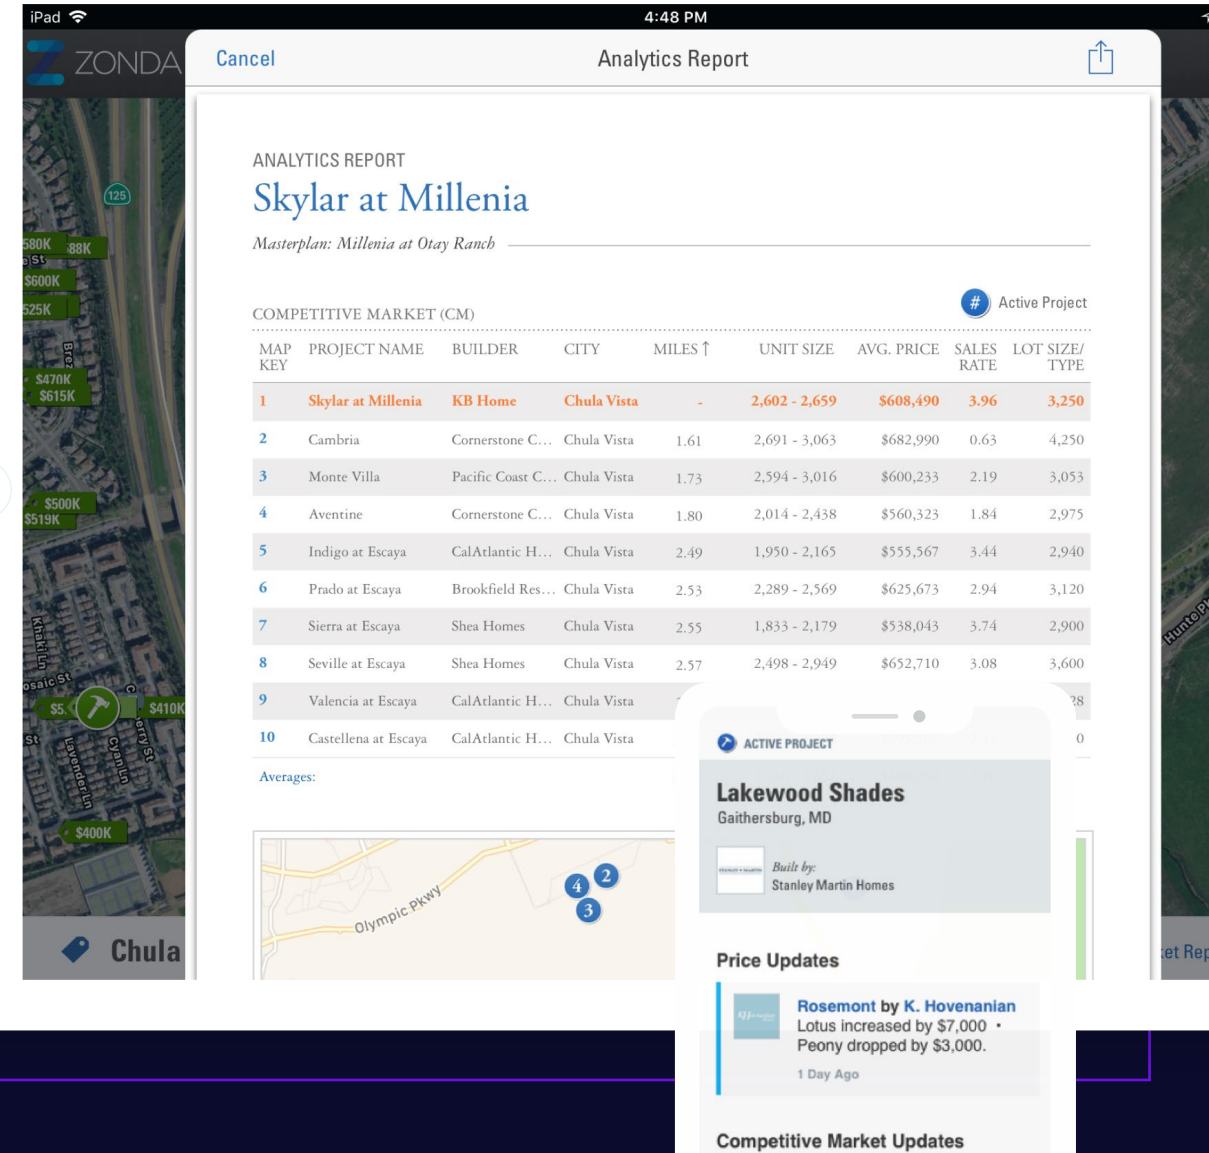 iPad
4:48 PM
ZONDA
Cancel
Analytics Report
125
580K
88K
$600K
525K
$470K
$615K
$500K
$519K
Khaki Ln
$410K
Lavender Ln
Cyan Ln
$400K
Chula
ANALYTICS REPORT
Skylar at Millenia
Masterplan: Millenia at Otay Ranch
# Active Project
COMPETITIVE MARKET (CM)
MAP KEY PROJECT NAME BUILDER CITY MILES ↑ UNIT SIZE AVG. PRICE SALES RATE LOT SIZE/ TYPE
1 Skylar at Millenia KB Home Chula Vista - 2,602 - 2,659 $608,490 3.96 3,250
2 Cambria Cornerstone C... Chula Vista 1.61 2,691 - 3,063 $682,990 0.63 4,250
3 Monte Villa Pacific Coast C... Chula Vista 1.73 2,594 - 3,016 $600,233 2.19 3,053
4 Aventine Cornerstone C... Chula Vista 1.80 2,014 - 2,438 $560,323 1.84 2,975
5 Indigo at Escaya CalAtlantic H... Chula Vista 2.49 1,950 - 2,165 $555,567 3.44 2,940
6 Prado at Escaya Brookfield Res... Chula Vista 2.53 2,289 - 2,569 $625,673 2.94 3,120
7 Sierra at Escaya Shea Homes Chula Vista 2.55 1,833 - 2,179 $538,043 3.74 2,900
8 Seville at Escaya Shea Homes Chula Vista 2.57 2,498 - 2,949 $652,710 3.08 3,600
9 Valencia at Escaya CalAtlantic H... Chula Vista
10 Castellena at Escaya CalAtlantic H... Chula Vista
Averages:
Olympic Pkwy
4 2
3
ACTIVE PROJECT
Lakewood Shades
Gaithersburg, MD
Built by:
Stanley Martin Homes
Price Updates
Rosemont by K. Hovenanian
Lotus increased by $7,000 •
Peony dropped by $3,000.
1 Day Ago
Competitive Market Updates